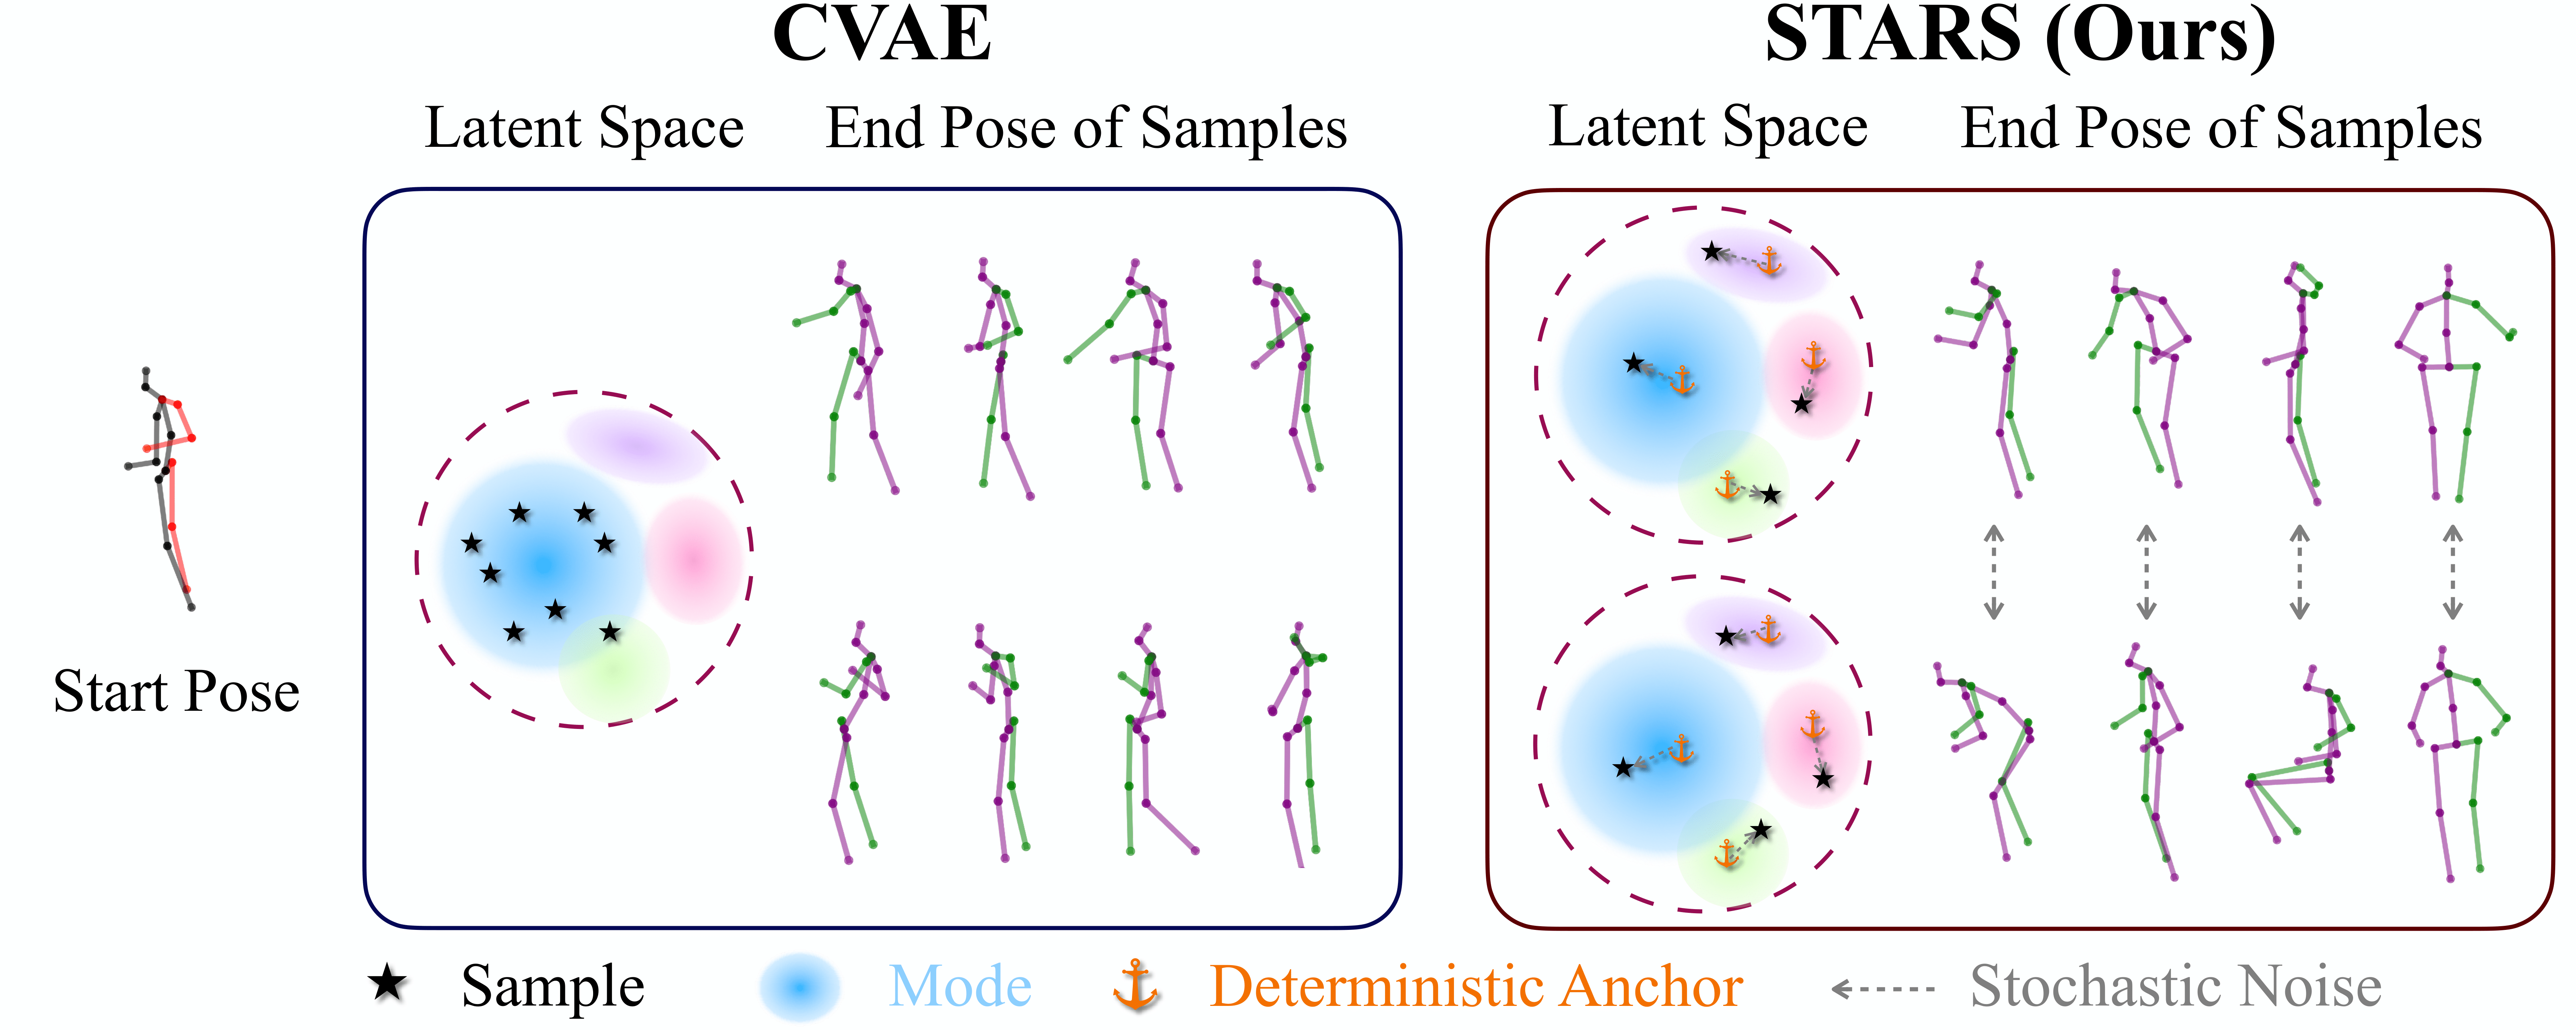 CVAE
STARS (Ours)
Latent Space
End Pose of Samples
Latent Space
End Pose of Samples
Start Pose
Sample
Mode
Deterministic Anchor
Stochastic Noise